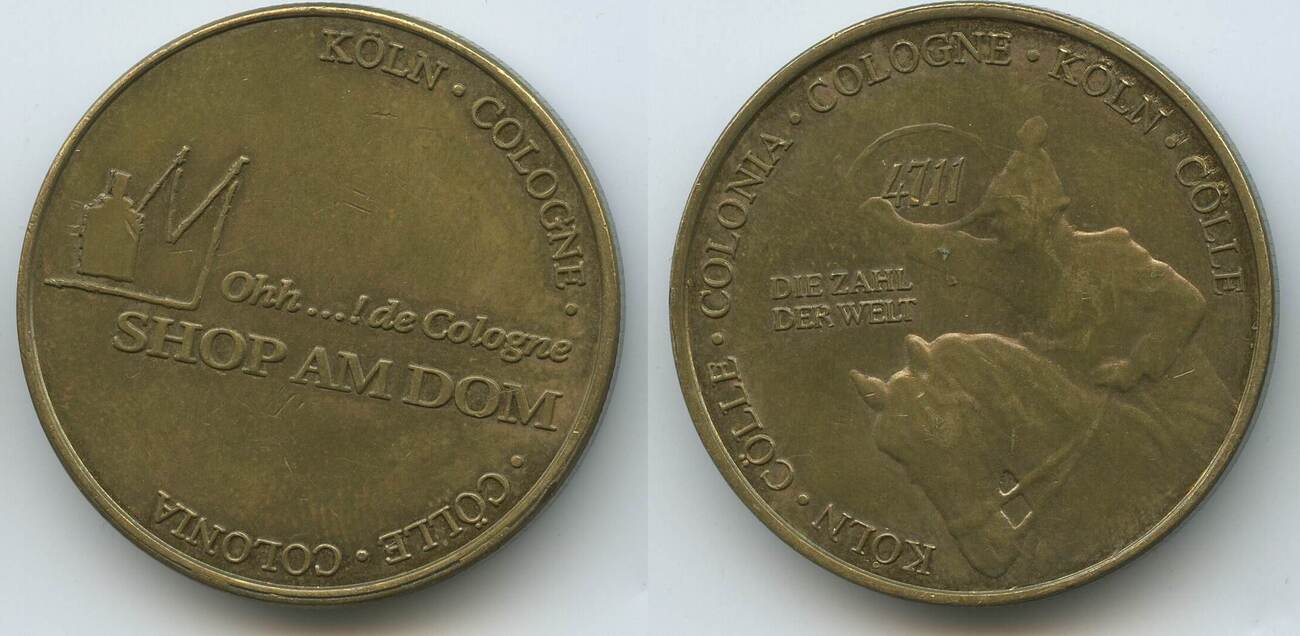 KÖLN · COLOGNE · CÖLLE · COLONIA
Ohh ...! de Cologne
SHOP AM DOM
KÖLN · CÖLLE · COLONIA · COLOGNE · KÖLN · CÖLLE
4711
DIE ZAHL
DER WELT